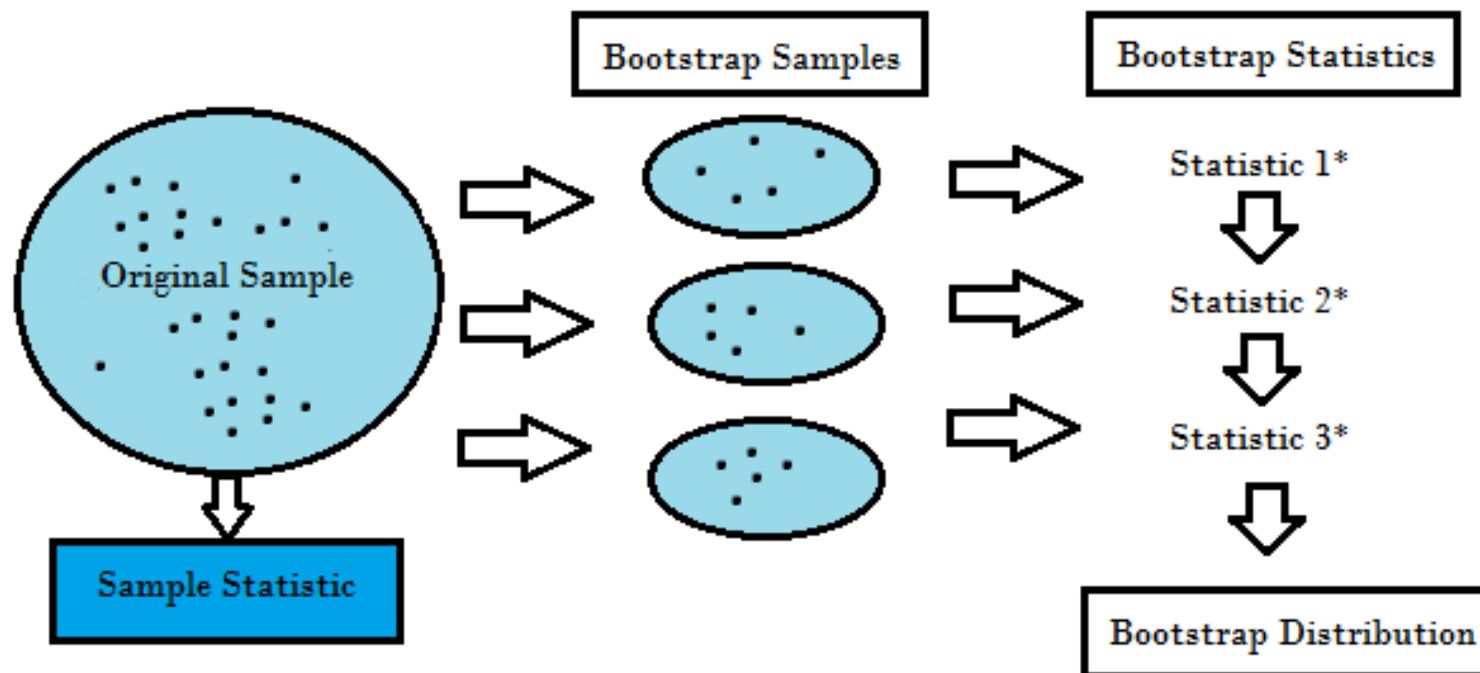 Bootstrap Samples
Bootstrap Statistics
Original Sample
Statistic 1*
Statistic 2*
Statistic 3*
Sample Statistic
Bootstrap Distribution